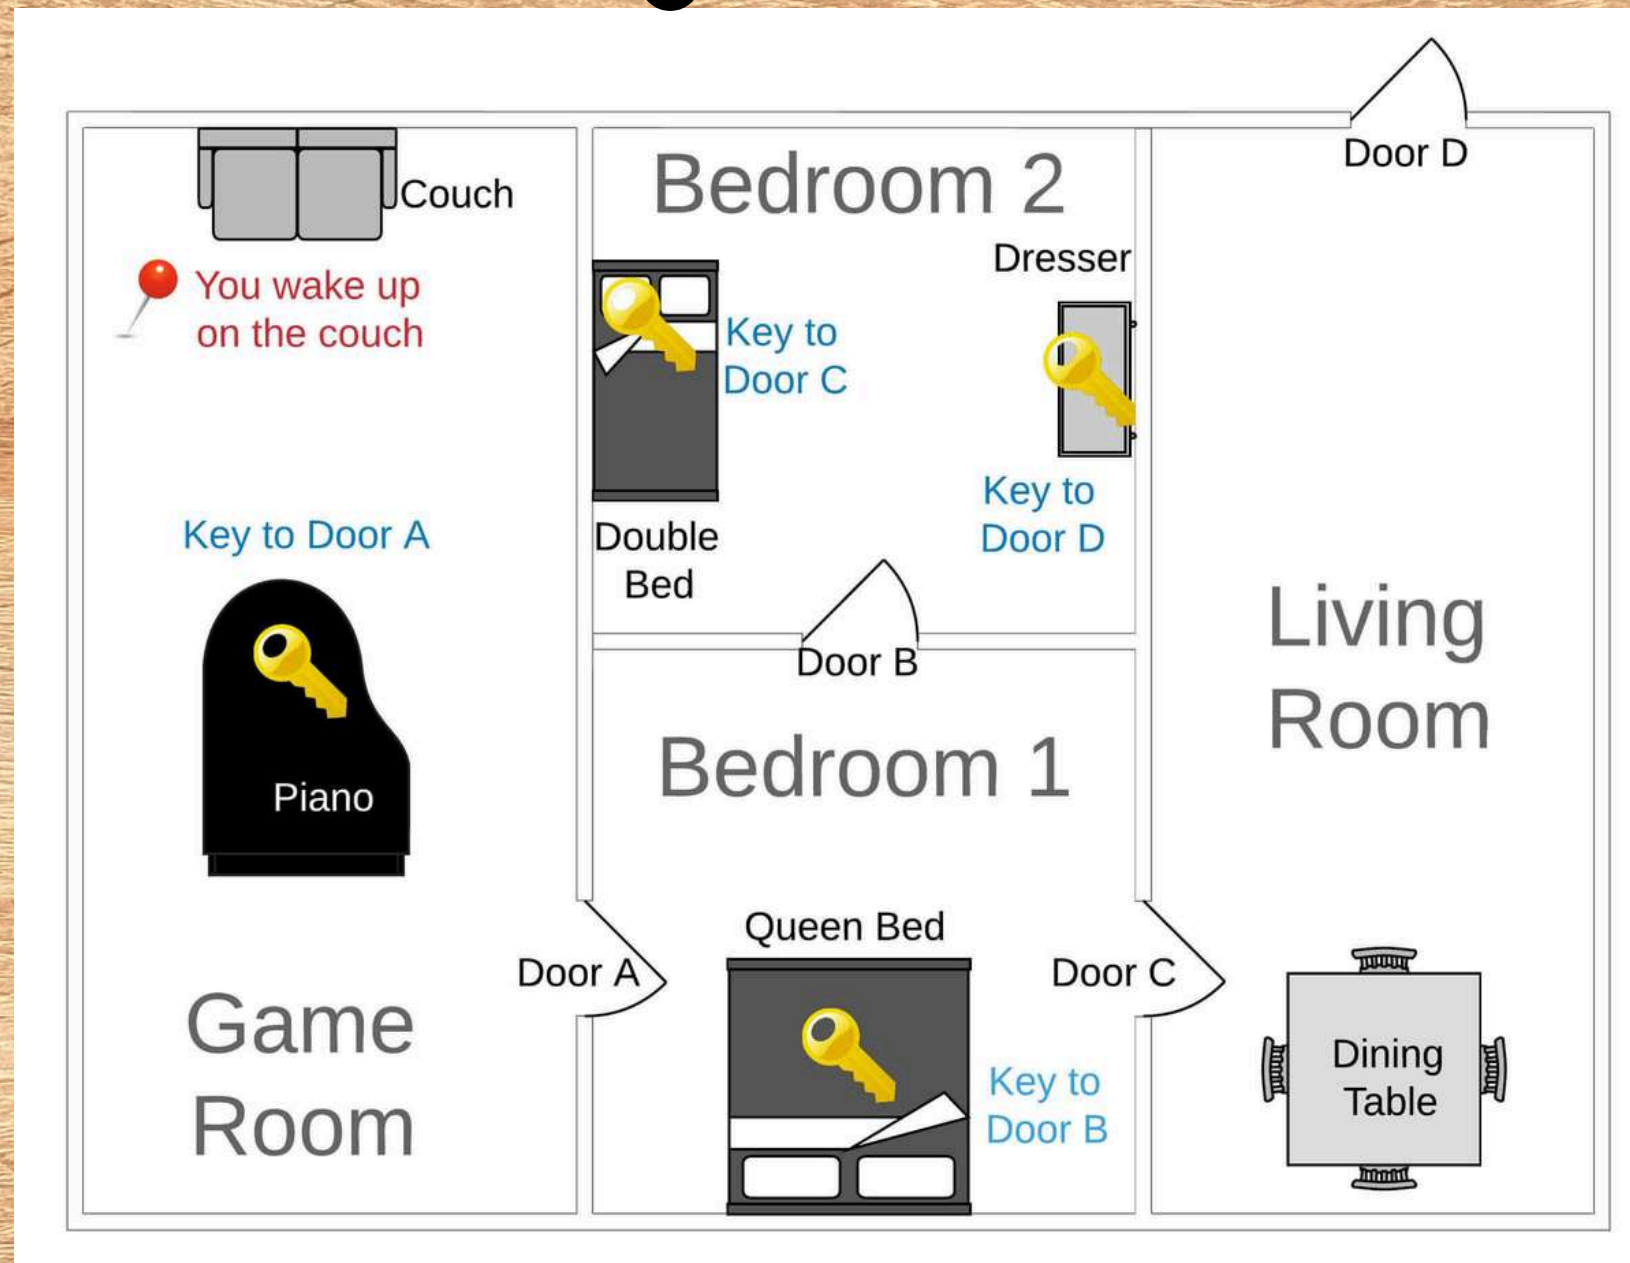 Couch
You wake up
on the couch
Key to Door A
Piano
Game
Room
Door A
Bedroom 2
Dresser
Key to
Door C
Key to
Door D
Double
Bed
Door B
Bedroom 1
Queen Bed
Key to
Door B
Door C
Door D
Living
Room
Dining
Table